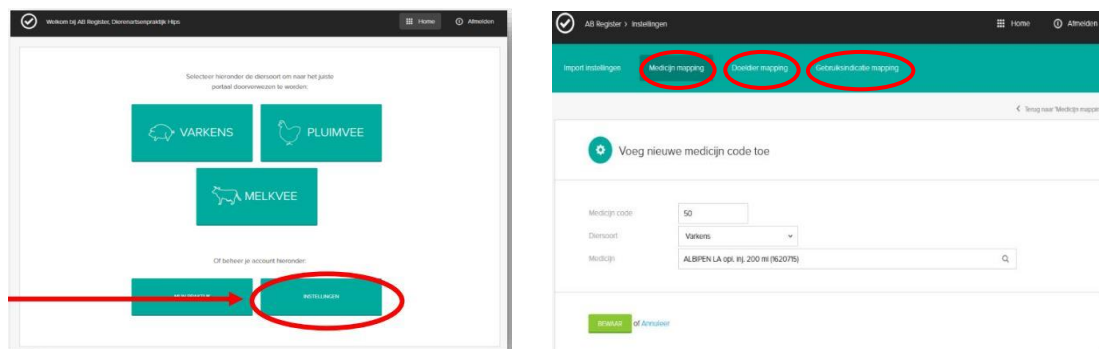 Welkom bij AB Register, Dierenartsenpraktijk Hips
Home
Afmelden
Selecteer hieronder de diersoort om naar het juiste
portaal doorverwezen te worden.
VARKENS
PLUIMVEE
MELKVEE
Of beheer je account hieronder:
MIJN PRAKTIJK
INSTELLINGEN
AB Register > Instellingen
Home
Afmelden
Import instellingen
Medicijn mapping
Doeldier mapping
Gebruiksindicatie mapping
Terug naar 'Medicijn mappin
Voeg nieuwe medicijn code toe
Medicijn code
50
Diersoort
Varkens
Medicijn
ALBIPEN LA opl. inj. 200 ml (1620715)
BEWAAR of Annuleer